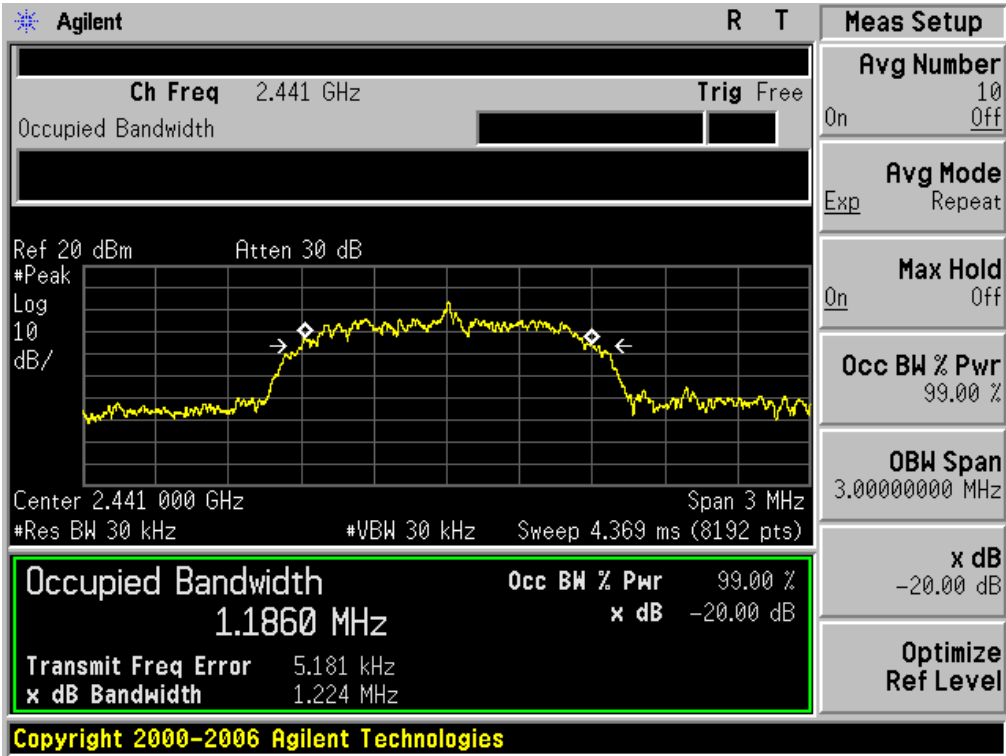 Agilent R T
Ch Freq 2.441 GHz Trig Free
Occupied Bandwidth
Ref 20 dBm Atten 30 dB
#Peak
Log
10
dB/
Center 2.441 000 GHz Span 3 MHz
#Res BW 30 kHz #VBW 30 kHz Sweep 4.369 ms (8192 pts)
Occupied Bandwidth Occ BW % Pwr 99.00 %
1.1860 MHz x dB -20.00 dB
Transmit Freq Error 5.181 kHz
x dB Bandwidth 1.224 MHz
Copyright 2000-2006 Agilent Technologies
Meas Setup
Avg Number
10
On Off
Avg Mode
Exp Repeat
Max Hold
On Off
Occ BW % Pwr
99.00 %
OBW Span
3.00000000 MHz
x dB
-20.00 dB
Optimize
Ref Level